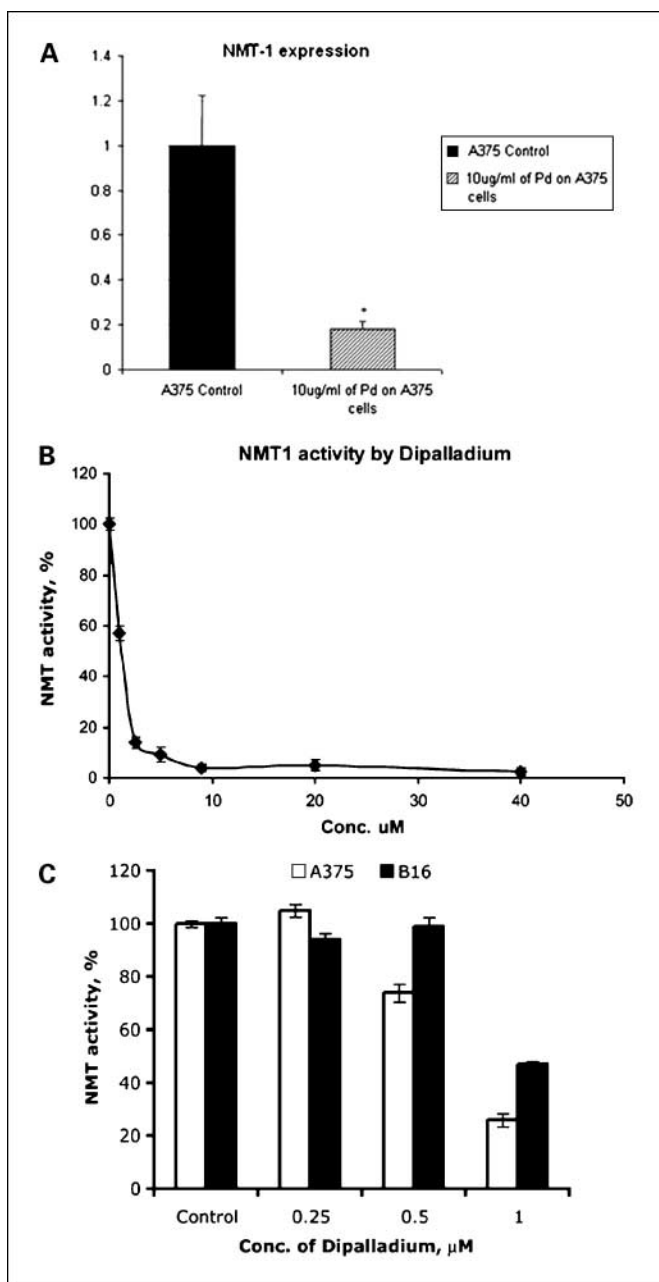 A
NMT-1 expression
1.4
1.2
1
0.8
0.6
0.4
0.2
0
*
A375 Control
10ug/ml of Pd on A375
cells
A375 Control
10ug/ml of Pd on A375
cells
B
NMT1 activity by Dipalladium
NMT activity, %
120
100
80
60
40
20
0
0 10 20 30 40 50
Conc. uM
C
A375 B16
NMT activity, %
120
100
80
60
40
20
0
Control 0.25 0.5 1
Conc. of Dipalladium, μM